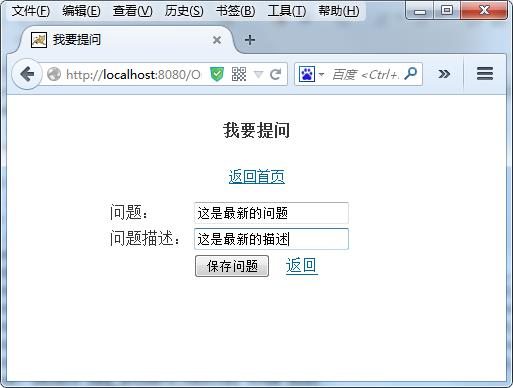 文件(F) 编辑(E) 查看(V) 历史(S) 书签(B) 工具(T) 帮助(H)
我要提问
http://localhost:8080/O
百度 <Ctrl+.
我要提问
返回首页
问题： 这是最新的问题
问题描述： 这是最新的描述
保存问题 返回